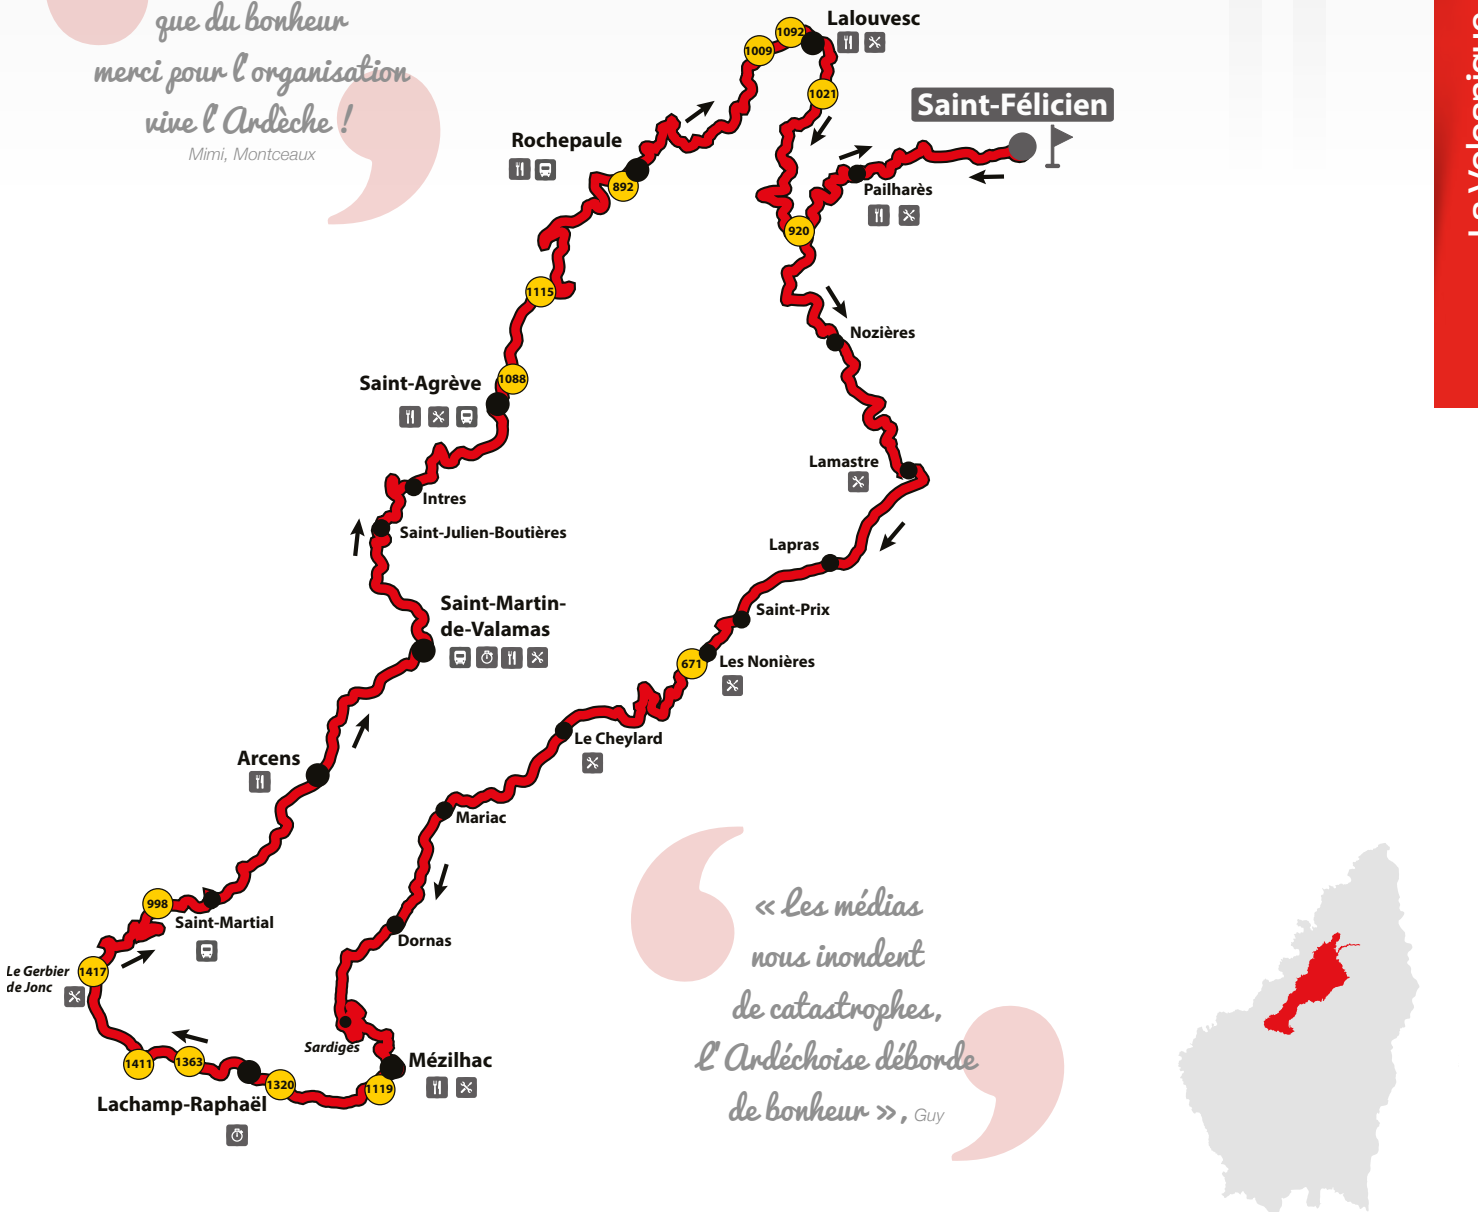 que du bonheur
merci pour l'organisation
vive l'Ardèche !
Mimi, Montceaux
Lalouvesc
1092
1009
1021
Saint-Félicien
Rochepaule
892
Pailharès
920
1115
Nozières
1088
Saint-Agrève
Lamastre
Intres
Saint-Julien-Boutières
Lapras
Saint-Martin-
de-Valamas
Saint-Prix
671
Les Nonières
Le Cheylard
Arcens
Mariac
998
Saint-Martial
Dornas
1417
Le Gerbier
de Jonc
Sardiges
Mézilhac
1411
1363
1320
1119
Lachamp-Raphaël
« Les médias
nous inondent
de catastrophes,
l'Ardéchoise déborde
de bonheur », Guy